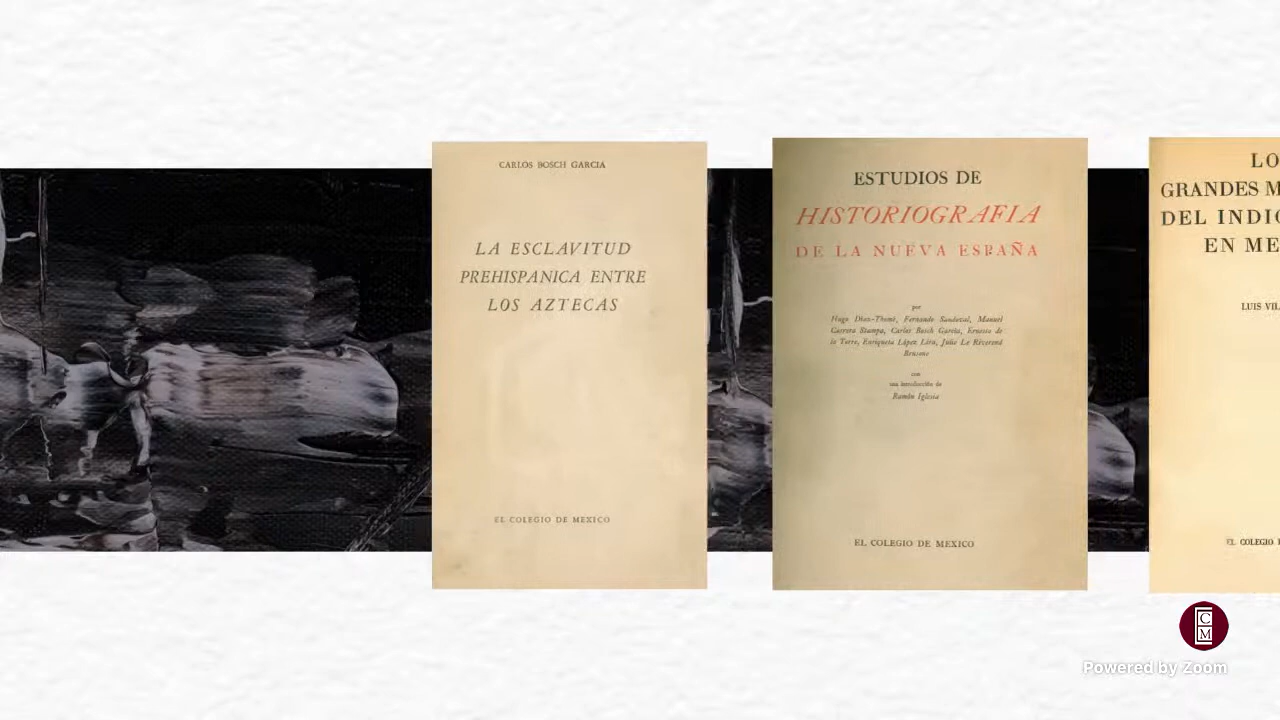 CARLOS BOSCH GARCIA
LA ESCLAVITUD
PREHISPANICA ENTRE
LOS AZTECAS
EL COLEGIO DE MEXICO
ESTUDIOS DE
HISTORIOGRAFIA
DE LA NUEVA ESPAÑA
por
Hugo Díaz-Thomé, Fernando Sandoval, Manuel
Carrera Stampa, Carlos Bosch García, Ernesto de
la Torre, Enriqueta López Lira, Julio Le Riverend
Brusone
con
una introducción de
Ramón Iglesia
EL COLEGIO DE MEXICO
LO
GRANDES M
DEL INDIG
EN ME
LUIS VIL
EL COLEGIO
C
M
Powered by Zoom